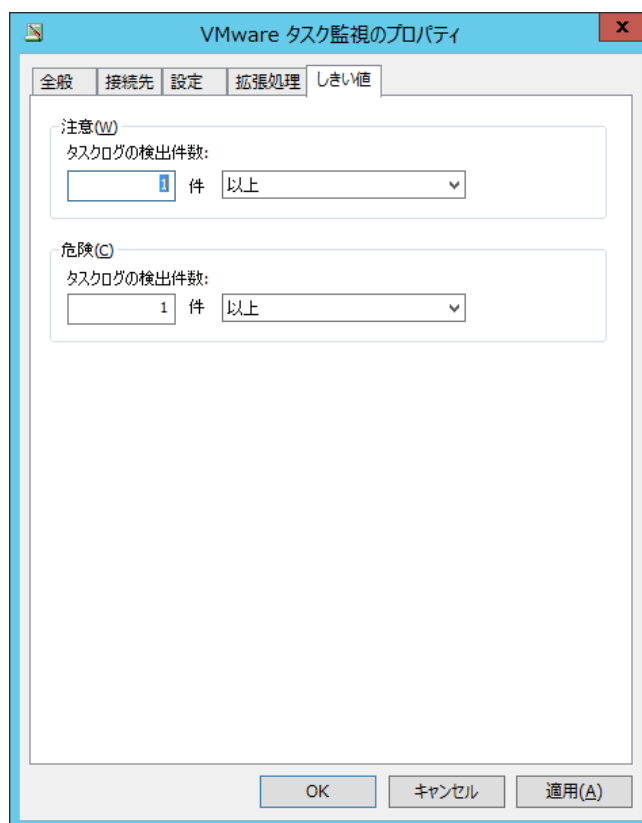 VMware タスク監視のプロパティ
x
全般 接続先 設定 拡張処理 しきい値
注意(W)
タスクログの検出件数:
1 件 以上
危険(C)
タスクログの検出件数:
1 件 以上
OK キャンセル 適用(A)